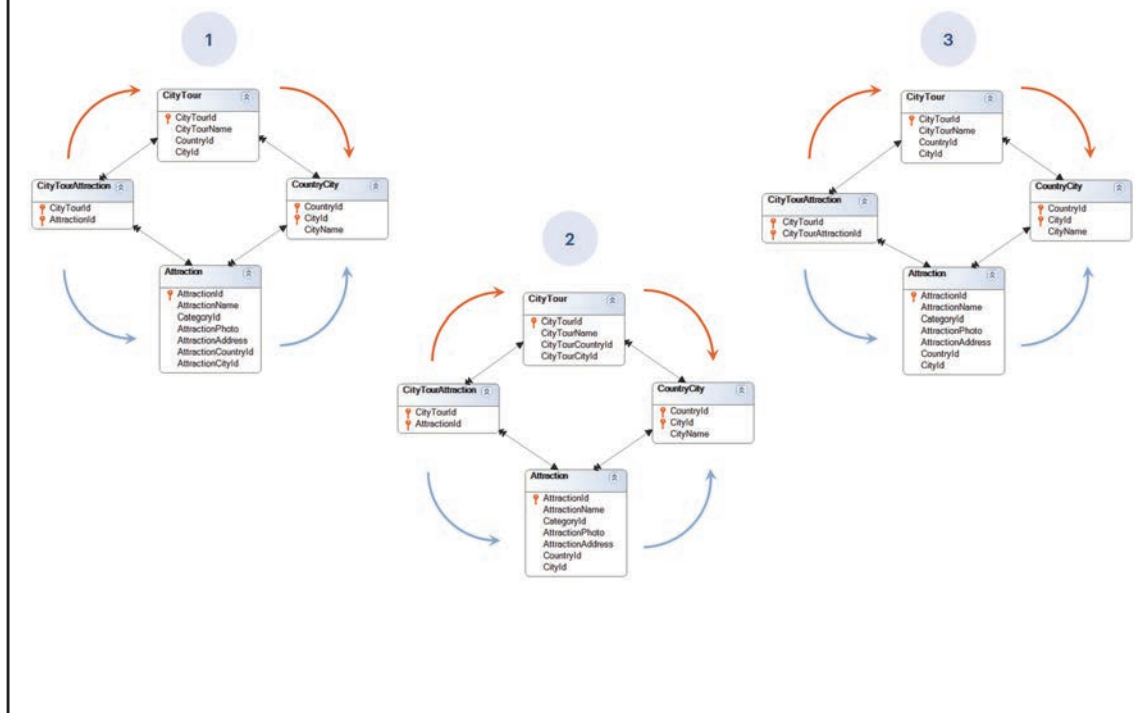 1
CityTour
CityTourId
CityTourName
CountryId
CityId
CityTourAttraction
CityTourId
AttractionId
CountryCity
CountryId
CityId
CityName
Attraction
AttractionId
AttractionName
CategoryId
AttractionPhoto
AttractionAddress
AttractionCountryId
AttractionCityId
2
CityTour
CityTourId
CityTourName
CityTourCountryId
CityTourCityId
CityTourAttraction
CityTourId
AttractionId
CountryCity
CountryId
CityId
CityName
Attraction
AttractionId
AttractionName
CategoryId
AttractionPhoto
AttractionAddress
CountryId
CityId
3
CityTour
CityTourId
CityTourName
CountryId
CityId
CityTourAttraction
CityTourId
CityTourAttractionId
CountryCity
CountryId
CityId
CityName
Attraction
AttractionId
AttractionName
CategoryId
AttractionPhoto
AttractionAddress
CountryId
CityId